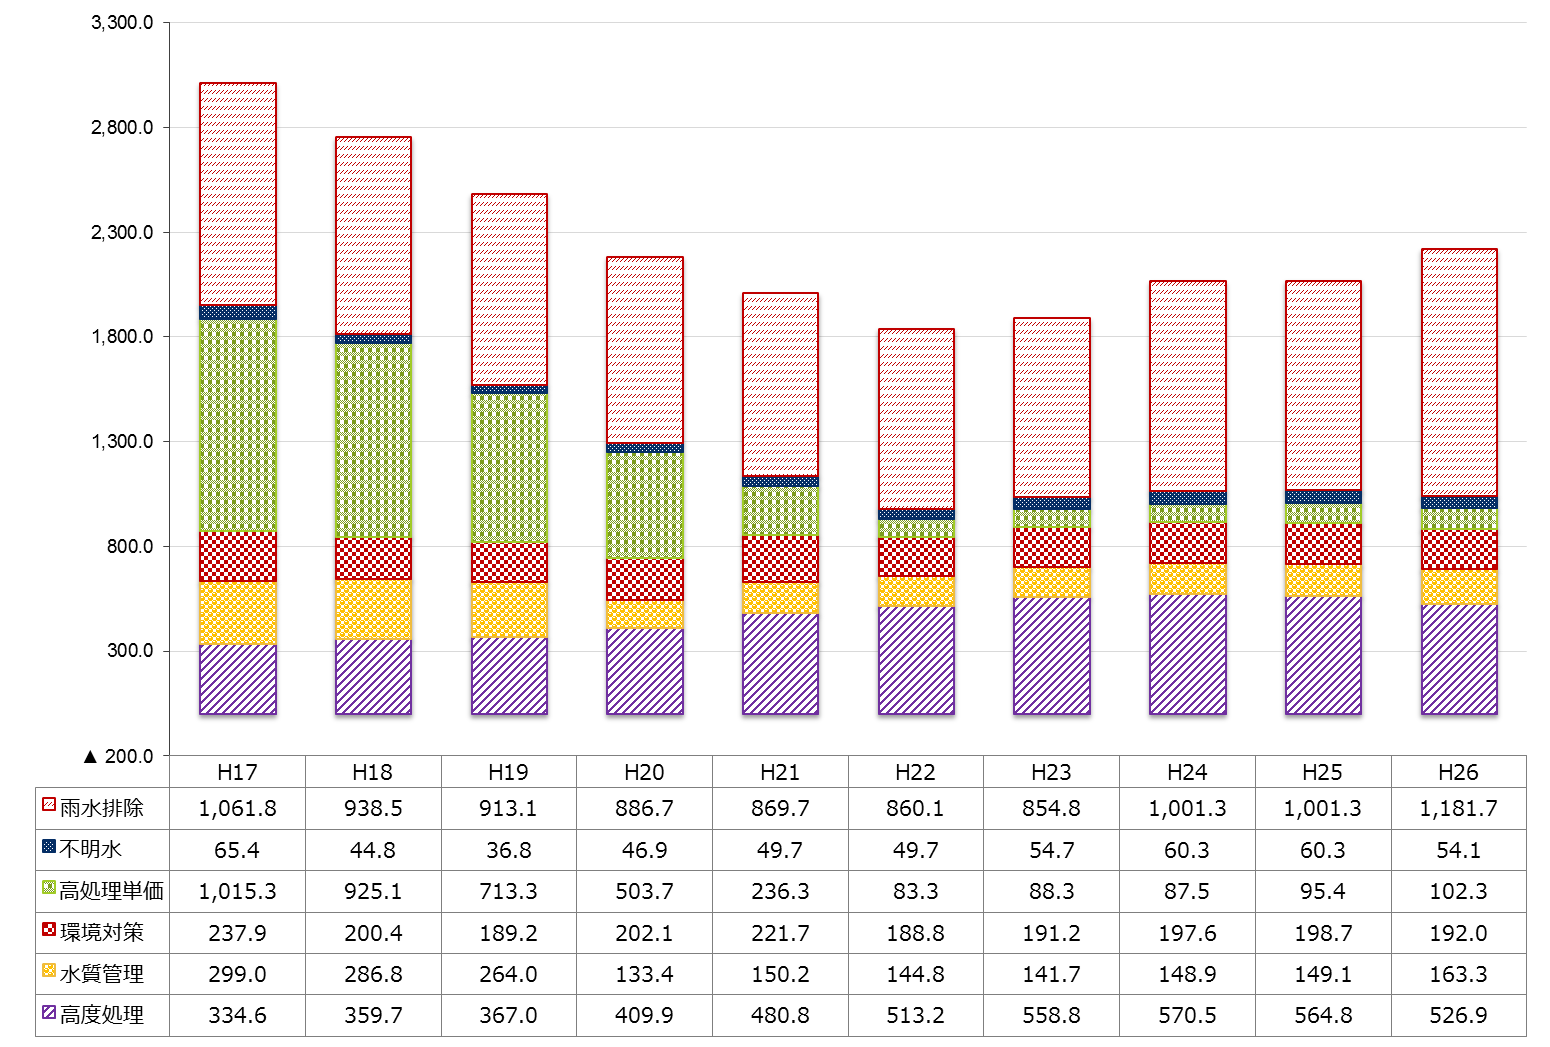 3,300.0
2,800.0
2,300.0
1,800.0
1,300.0
800.0
300.0
▲ 200.0
H17 H18 H19 H20 H21 H22 H23 H24 H25 H26
雨水排除 1,061.8 938.5 913.1 886.7 869.7 860.1 854.8 1,001.3 1,001.3 1,181.7
不明水 65.4 44.8 36.8 46.9 49.7 49.7 54.7 60.3 60.3 54.1
高処理単価 1,015.3 925.1 713.3 503.7 236.3 83.3 88.3 87.5 95.4 102.3
環境対策 237.9 200.4 189.2 202.1 221.7 188.8 191.2 197.6 198.7 192.0
水質管理 299.0 286.8 264.0 133.4 150.2 144.8 141.7 148.9 149.1 163.3
高度処理 334.6 359.7 367.0 409.9 480.8 513.2 558.8 570.5 564.8 526.9